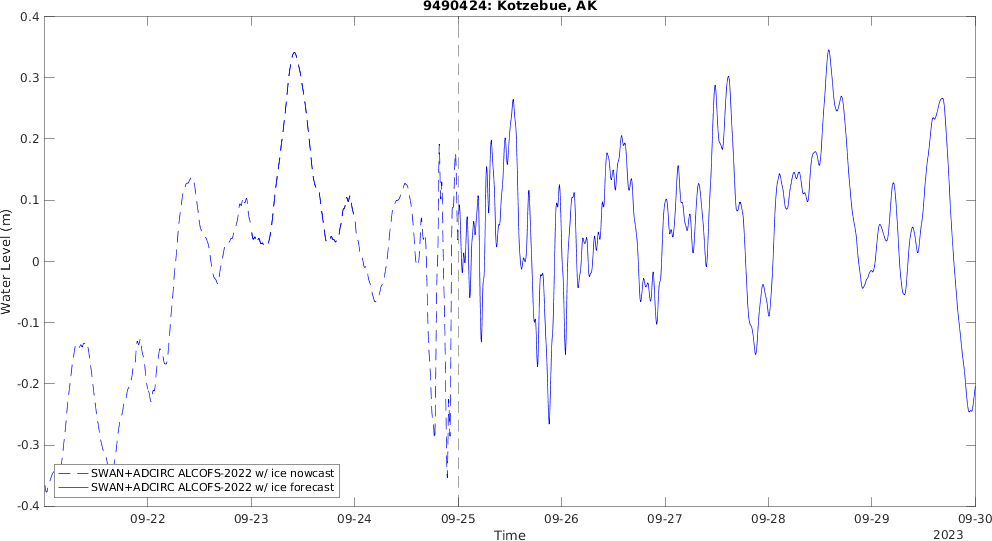 9490424: Kotzebue, AK
0.4
0.3
0.2
0.1
0
-0.1
-0.2
-0.3
-0.4
Water Level (m)
SWAN+ADCIRC ALCOFS-2022 w/ ice nowcast
SWAN+ADCIRC ALCOFS-2022 w/ ice forecast
09-22 09-23 09-24 09-25 09-26 09-27 09-28 09-29 09-30
Time
2023